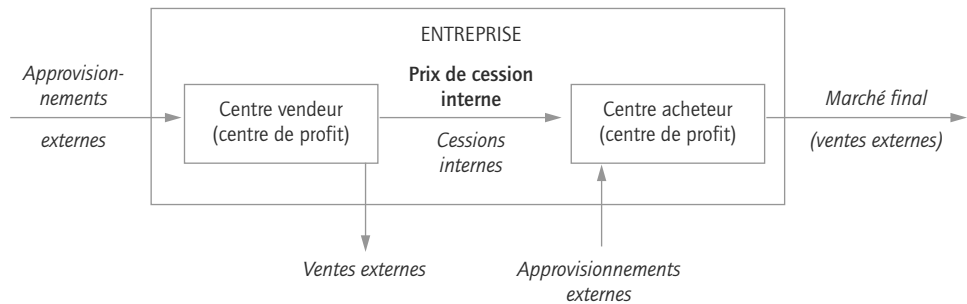 ENTREPRISE
Approvision-
nements
externes
Centre vendeur
(centre de profit)
Prix de cession
interne
Cessions
internes
Centre acheteur
(centre de profit)
Marché final
(ventes externes)
Ventes externes
Approvisionnements
externes